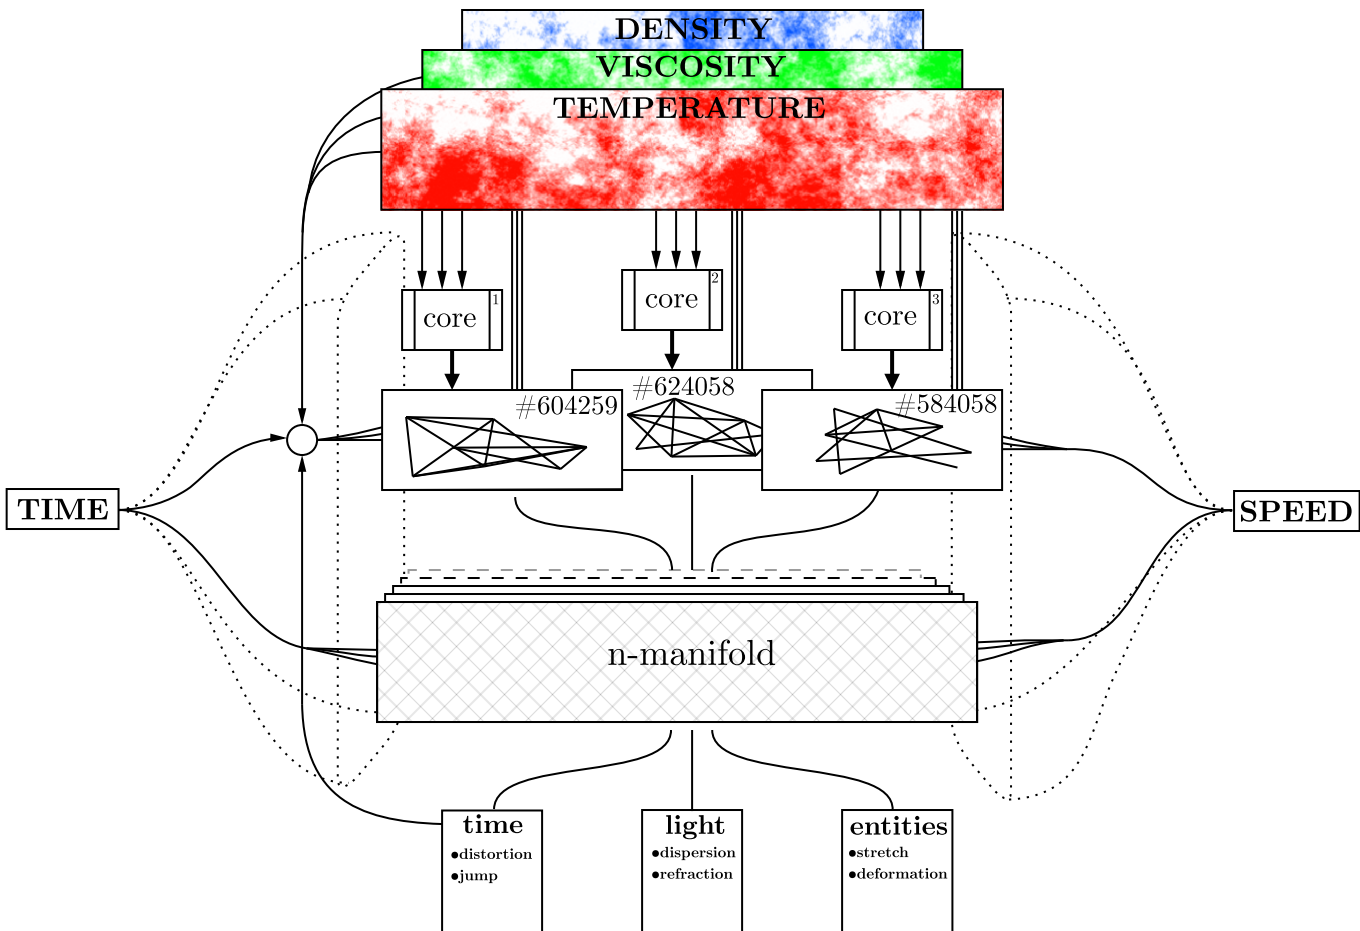 DENSITY
VISCOSITY
TEMPERATURE
core 1
core 2
core 3
#604259
#624058
#584058
TIME
SPEED
n-manifold
time
●distortion
●jump
light
●dispersion
●refraction
entities
●stretch
●deformation